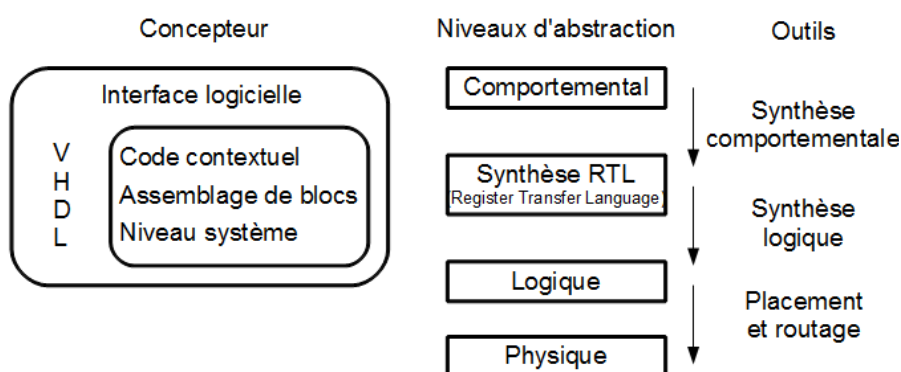 Concepteur
Niveaux d'abstraction
Outils
Interface logicielle
V
H
D
L
Code contextuel
Assemblage de blocs
Niveau système
Comportemental
Synthèse RTL
(Register Transfer Language)
Logique
Physique
Synthèse
comportementale
Synthèse
logique
Placement
et routage